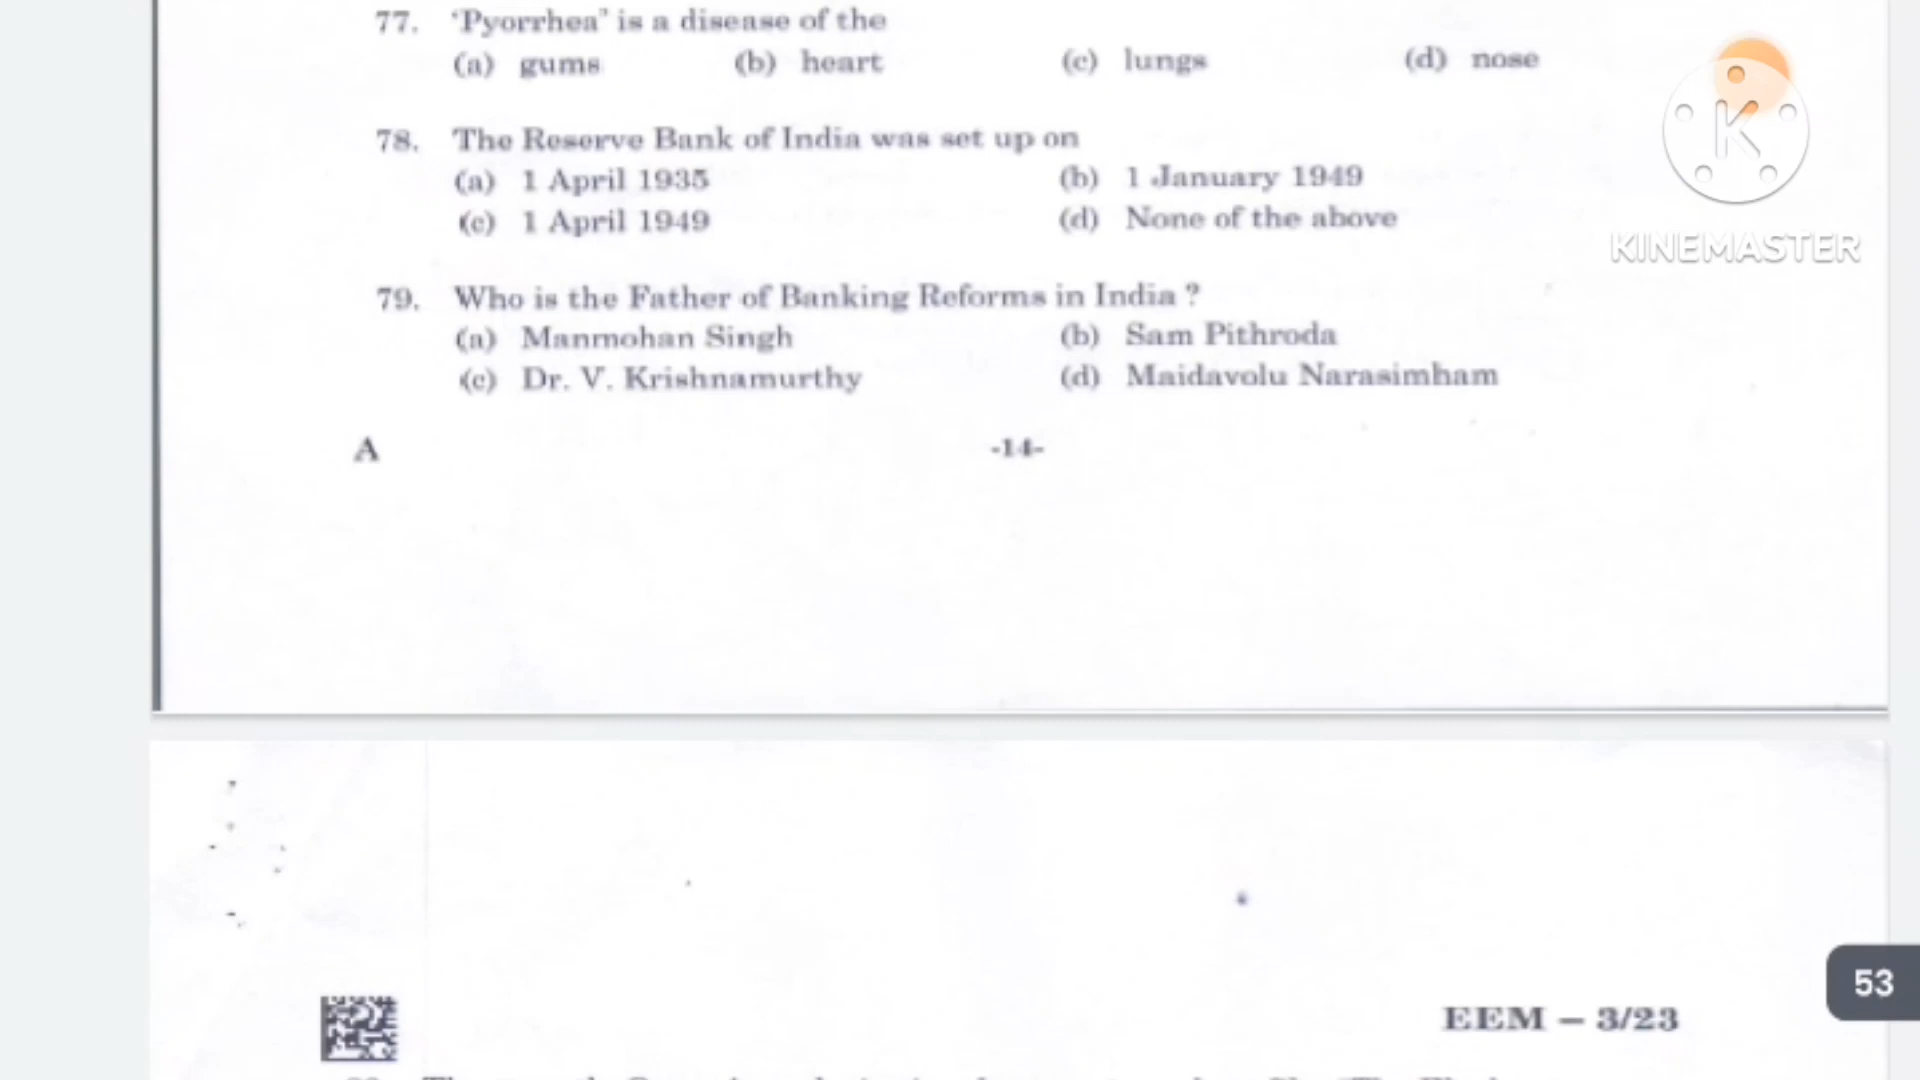 77. 'Pyorrhea' is a disease of the
(a) gums (b) heart (c) lungs (d) nose
78. The Reserve Bank of India was set up on
(a) 1 April 1935 (b) 1 January 1949
(c) 1 April 1949 (d) None of the above
79. Who is the Father of Banking Reforms in India ?
(a) Manmohan Singh (b) Sam Pithroda
(c) Dr. V. Krishnamurthy (d) Maidavolu Narasimham
A -14-
K
KINEMASTER
53
EEM – 3/23